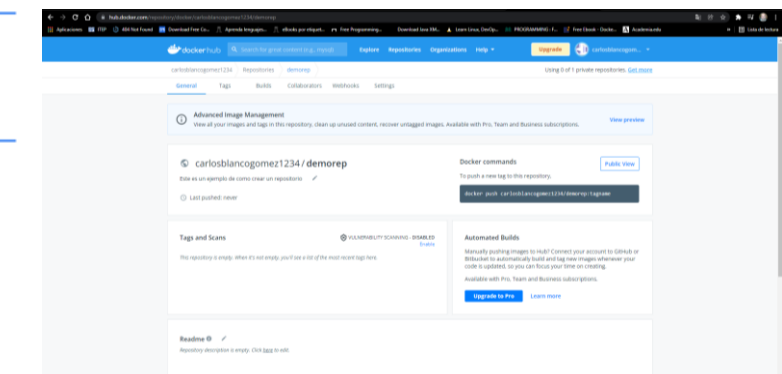 hub.docker.com/repository/docker/carlosblancogomez1234/demorep
Aplicaciones ITEP 404 Not Found Download Free Co... Aprenda lenguajes... eBooks por etiquet... Free Programming... Download Java XML... Learn Linux, DevOp... PROGRAMMING: F... Free Ebook : Docke... Academia.edu » Lista de lectura
dockerhub Search for great content (e.g., mysql) Explore Repositories Organizations Help Upgrade carlosblancogom...
carlosblancogomez1234 Repositories demorep Using 0 of 1 private repositories. Get more
General Tags Builds Collaborators Webhooks Settings
Advanced Image Management
View all your images and tags in this repository, clean up unused content, recover untagged images. Available with Pro, Team and Business subscriptions.
View preview
carlosblancogomez1234 / demorep
Este es un ejemplo de como crear un repositorio.
Last pushed: never
Docker commands
Public View
To push a new tag to this repository,
docker push carlosblancogomez1234/demorep:tagname
Tags and Scans
VULNERABILITY SCANNING - DISABLED
Enable
This repository is empty. When it's not empty, you'll see a list of the most recent tags here.
Automated Builds
Manually pushing images to Hub? Connect your account to GitHub or
Bitbucket to automatically build and tag new images whenever your
code is updated, so you can focus your time on creating.
Available with Pro, Team and Business subscriptions.
Upgrade to Pro Learn more
Readme
Repository description is empty. Click here to edit.